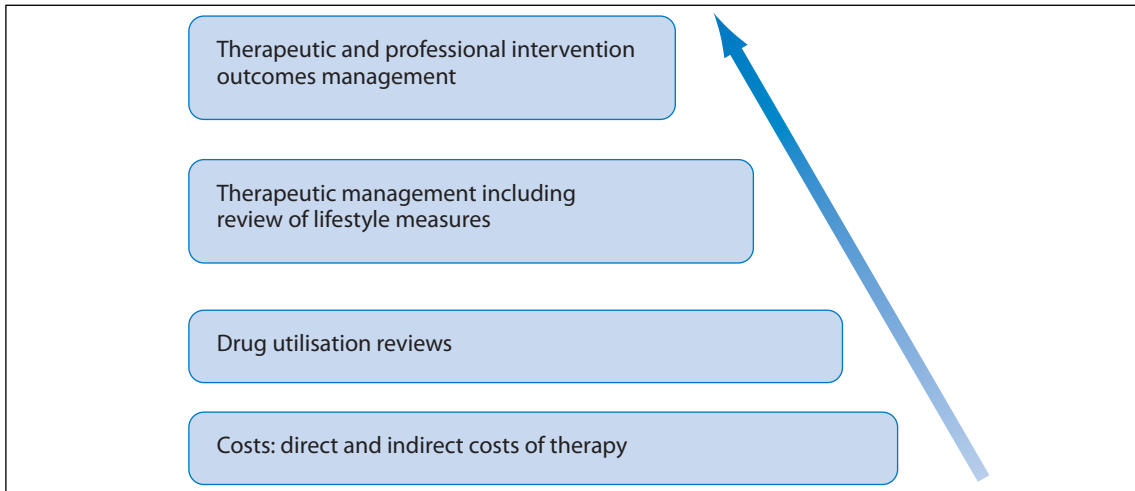 Therapeutic and professional intervention
outcomes management
Therapeutic management including
review of lifestyle measures
Drug utilisation reviews
Costs: direct and indirect costs of therapy